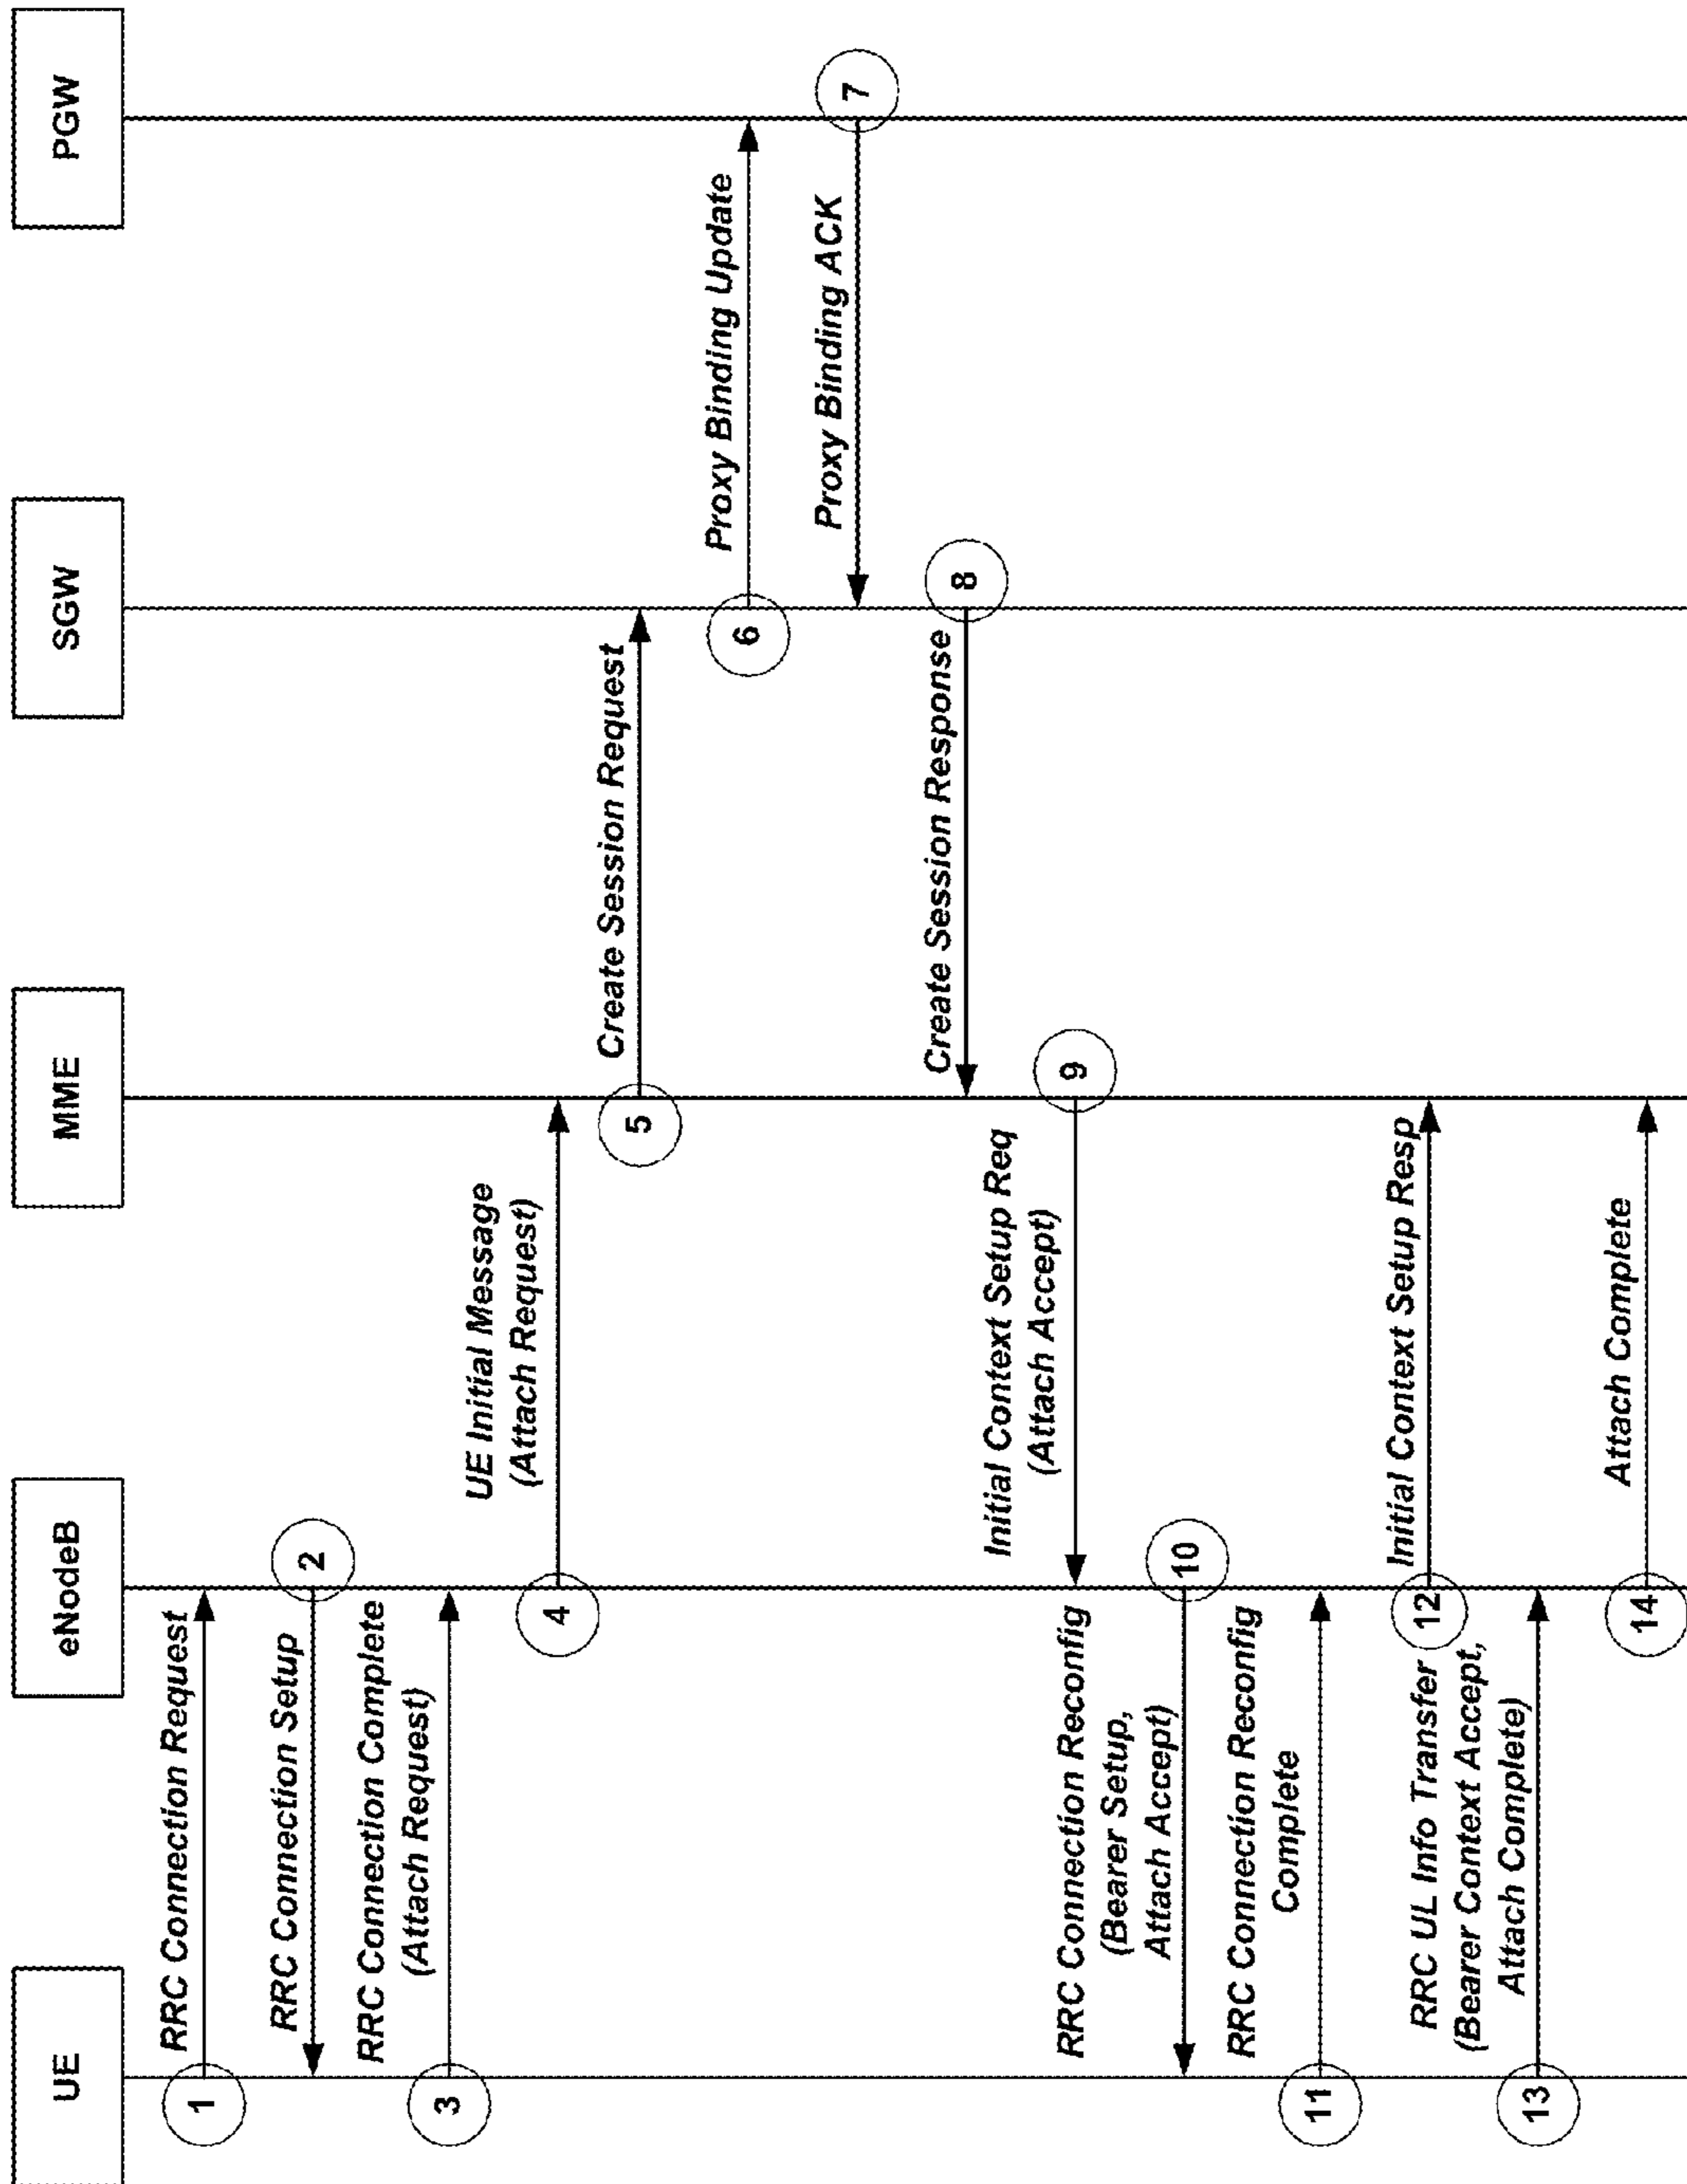 UE
eNodeB
MME
SGW
PGW
1
RRC Connection Request
RRC Connection Setup
2
3
RRC Connection Complete
(Attach Request)
4
UE Initial Message
(Attach Request)
5
Create Session Request
6
Proxy Binding Update
Proxy Binding ACK
7
Create Session Response
8
Initial Context Setup Req
(Attach Accept)
9
RRC Connection Reconfig
(Bearer Setup,
Attach Accept)
10
11
RRC Connection Reconfig
Complete
12
Initial Context Setup Resp
13
RRC UL Info Transfer
(Bearer Context Accept,
Attach Complete)
14
Attach Complete